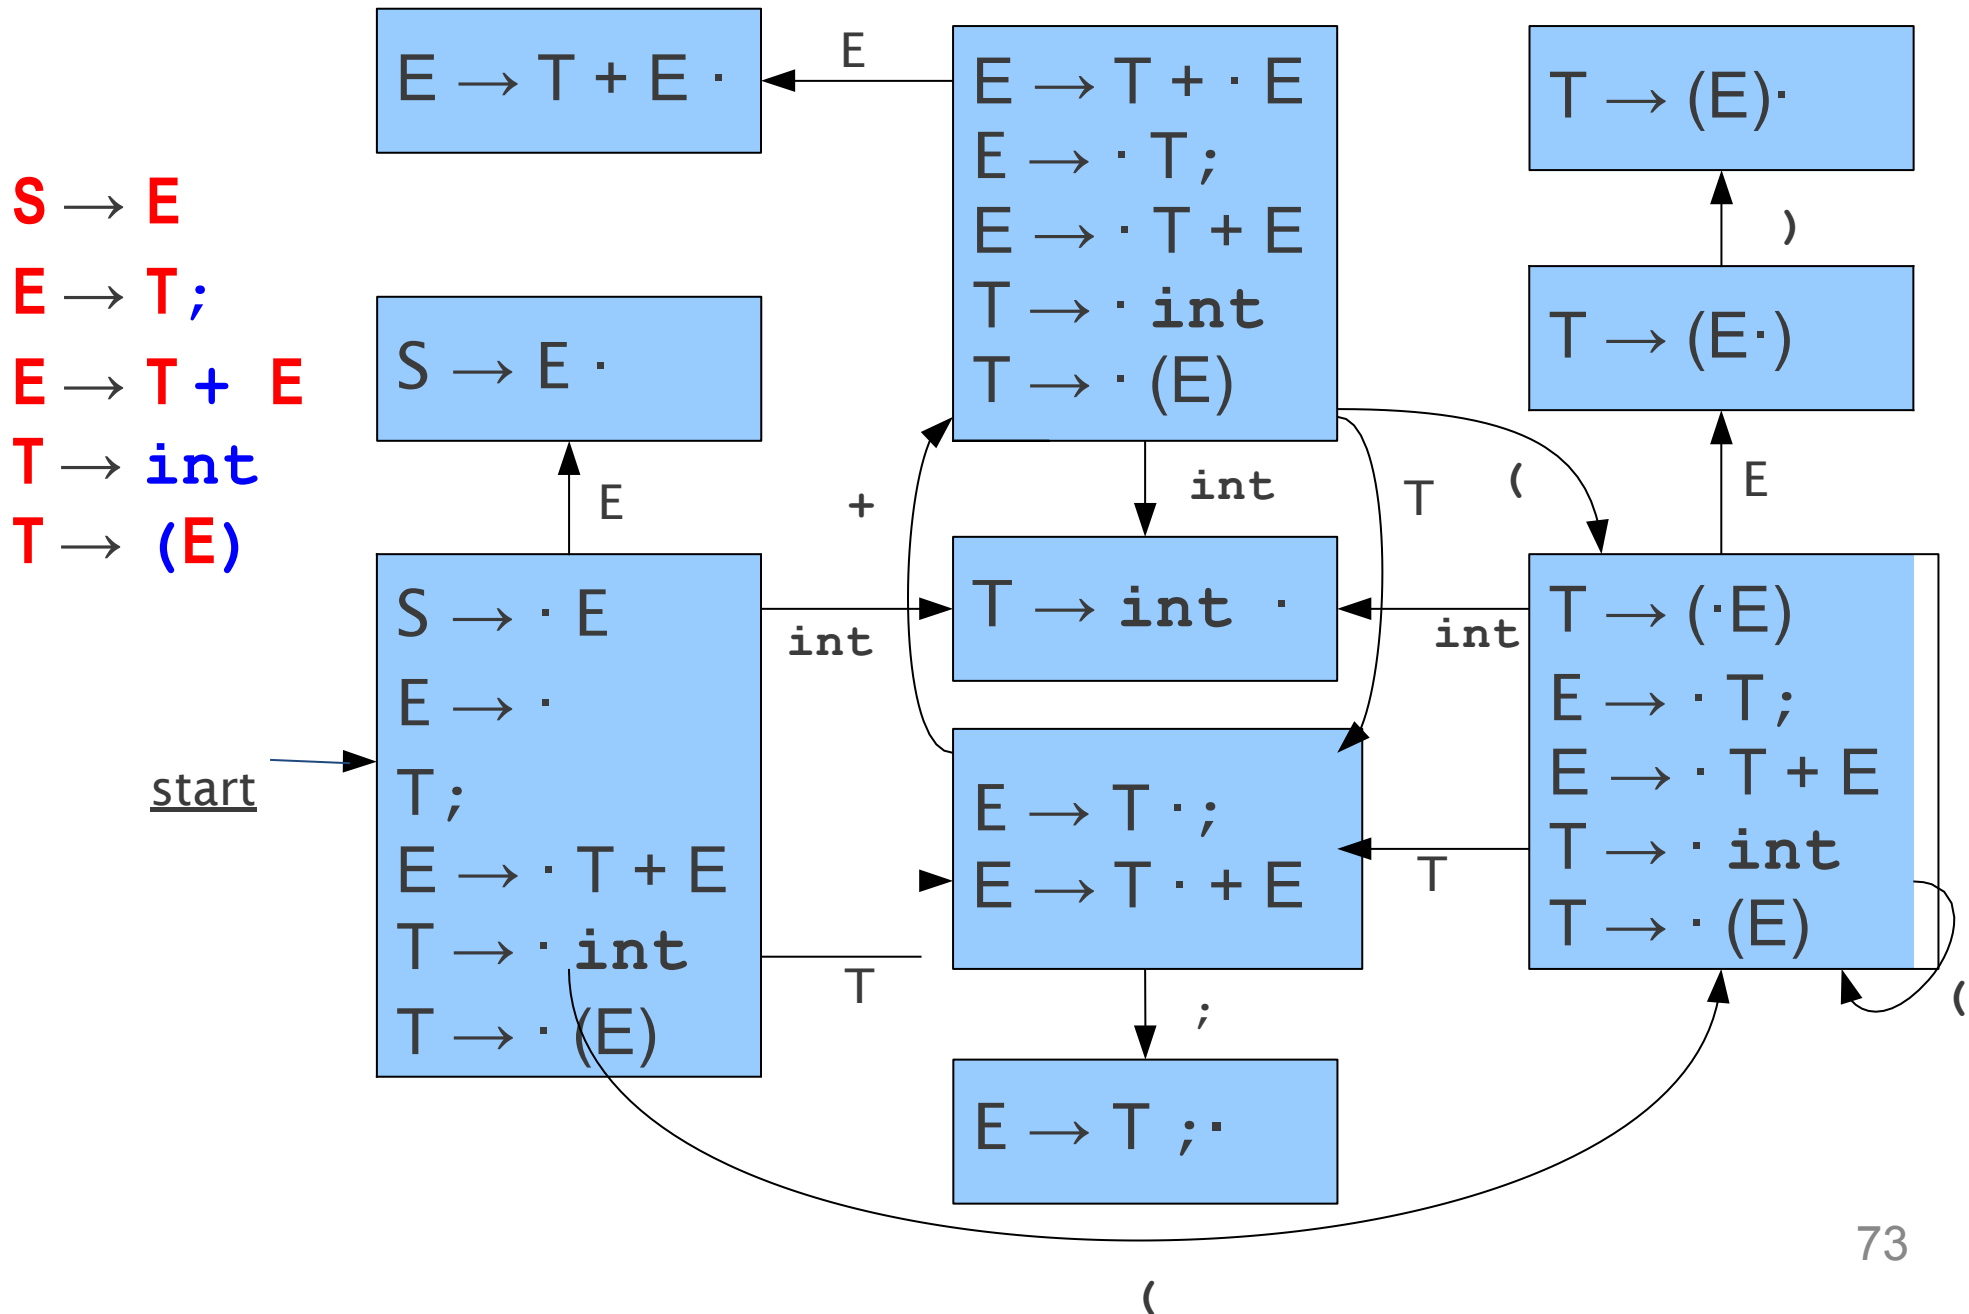 S → E
E → T ;
E → T + E
T → int
T → (E)
start
E → T + E ·
E
S → E ·
E
S → · E
E → ·
T ;
E → · T + E
T → · int
T → · (E)
int
T
+
E → T + · E
E → · T ;
E → · T + E
T → · int
T → · (E)
int
T
(
T → int ·
E → T · ;
E → T · + E
;
E → T ; ·
T → (E)·
)
T → (E·)
E
T → (·E)
E → · T ;
E → · T + E
T → · int
T → · (E)
int
T
(
(
73